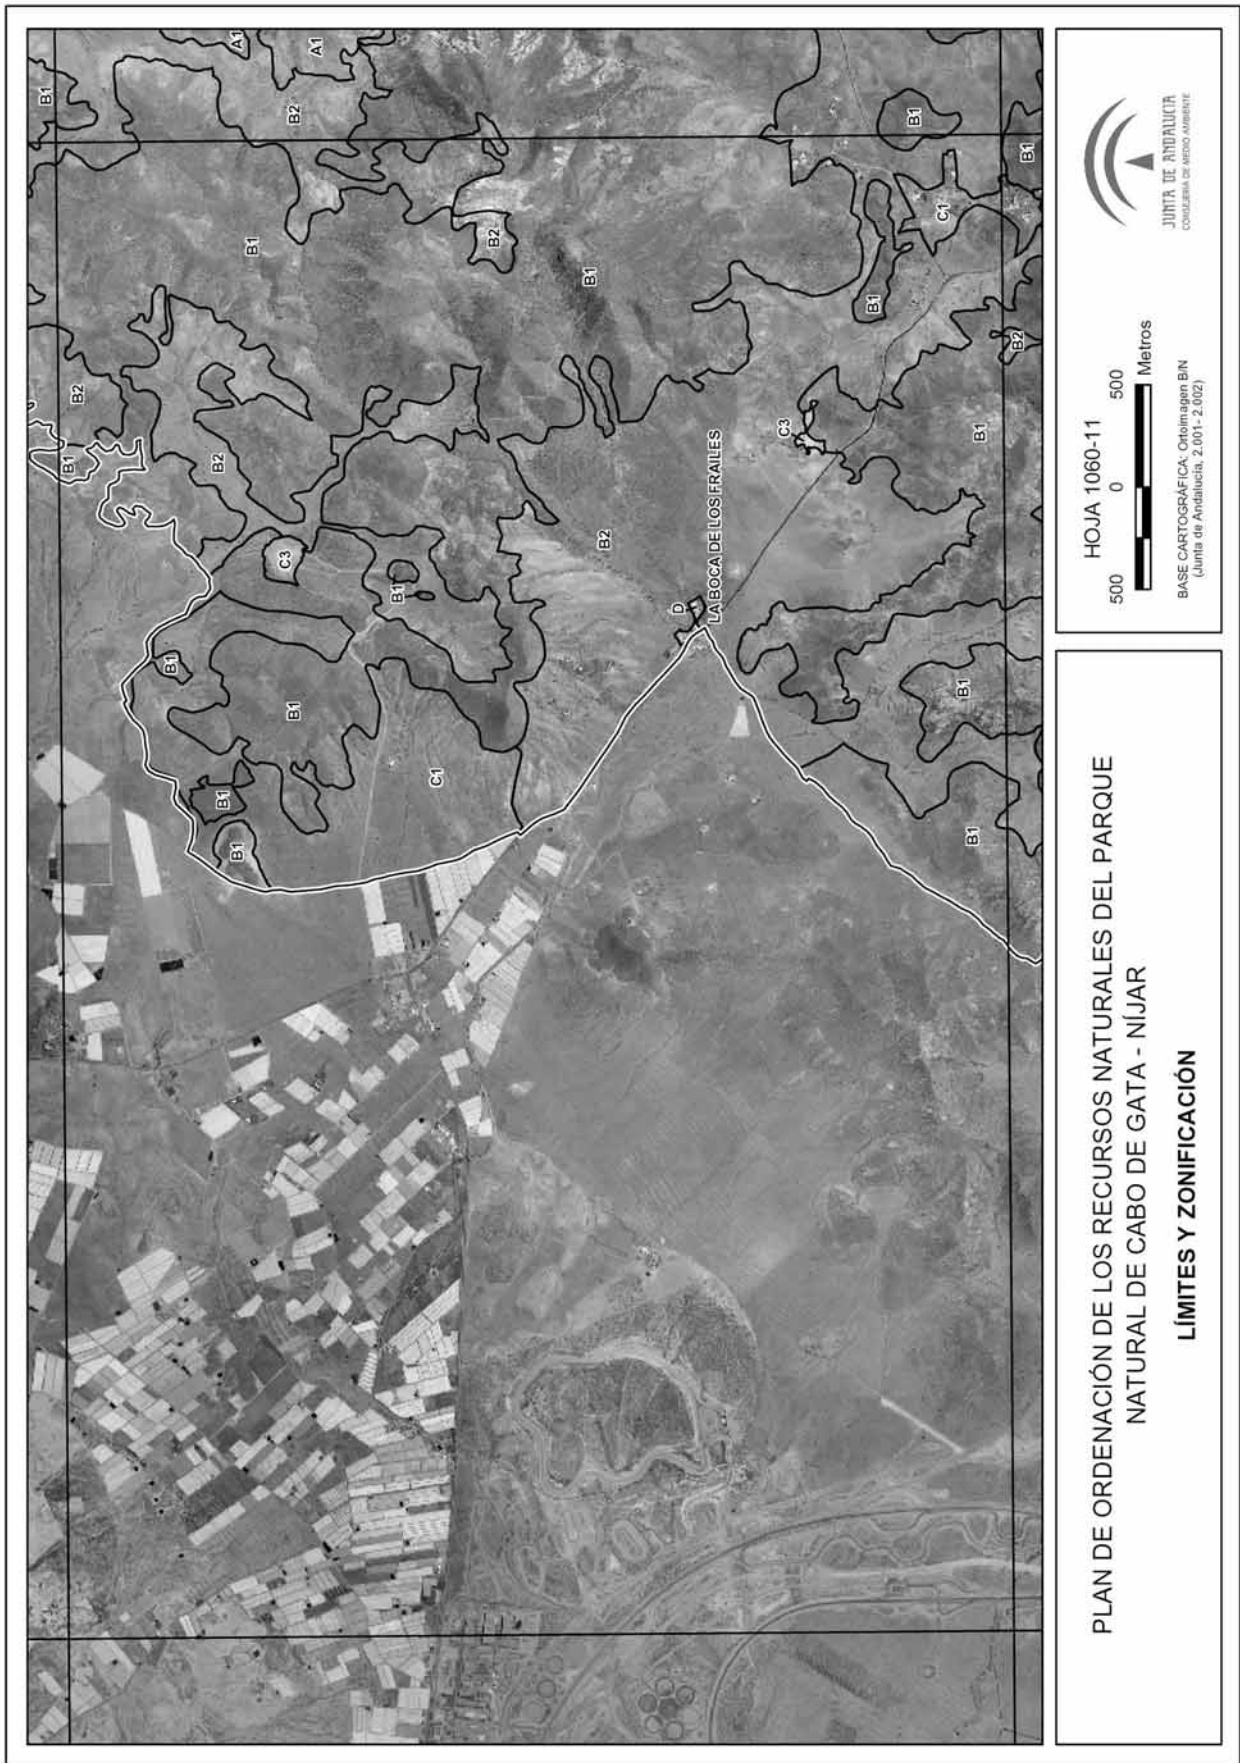 B1
B1
B2
B1
B2
B1
B1
A1
B1
C3
B1
B2
A1
B1
C1
B2
B1
B2
D
LA BOCA DE LOS FRAILES
C3
B1
B1
C1
B1
B1
B1
B2
B1
PLAN DE ORDENACIÓN DE LOS RECURSOS NATURALES DEL PARQUE
NATURAL DE CABO DE GATA - NÍJAR
LÍMITES Y ZONIFICACIÓN
HOJA 1060-11
500 0 500
Metros
BASE CARTOGRÁFICA: Ortoimagen B/N
(Junta de Andalucía, 2.001- 2.002)
JUNTA DE ANDALUCIA
CONSEJERIA DE MEDIO AMBIENTE